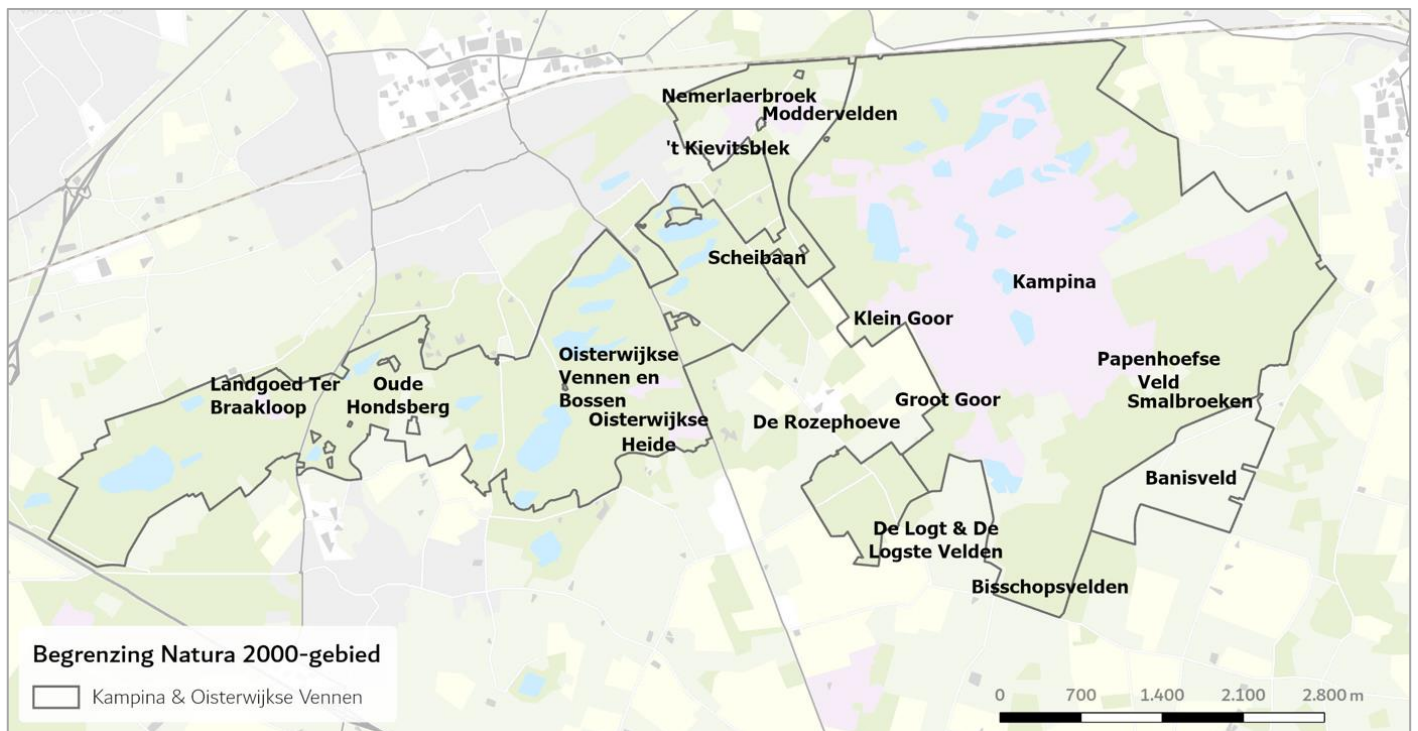 Nemerlaerbroek
Moddervelden
't Kievitsblek
Scheibaan
Kampina
Klein Goor
Oisterwijkse
Vennen en
Bossen
Papenhoefse
Veld
Smalbroeken
Landgoed Ter
Braakloop
Oude
Hondsberg
Groot Goor
Oisterwijkse
Heide
De Rozephoeve
Banisveld
De Logt & De
Logste Velden
Bisschopsvelden
Begrenzing Natura 2000-gebied
Kampina & Oisterwijkse Vennen
0 700 1.400 2.100 2.800 m